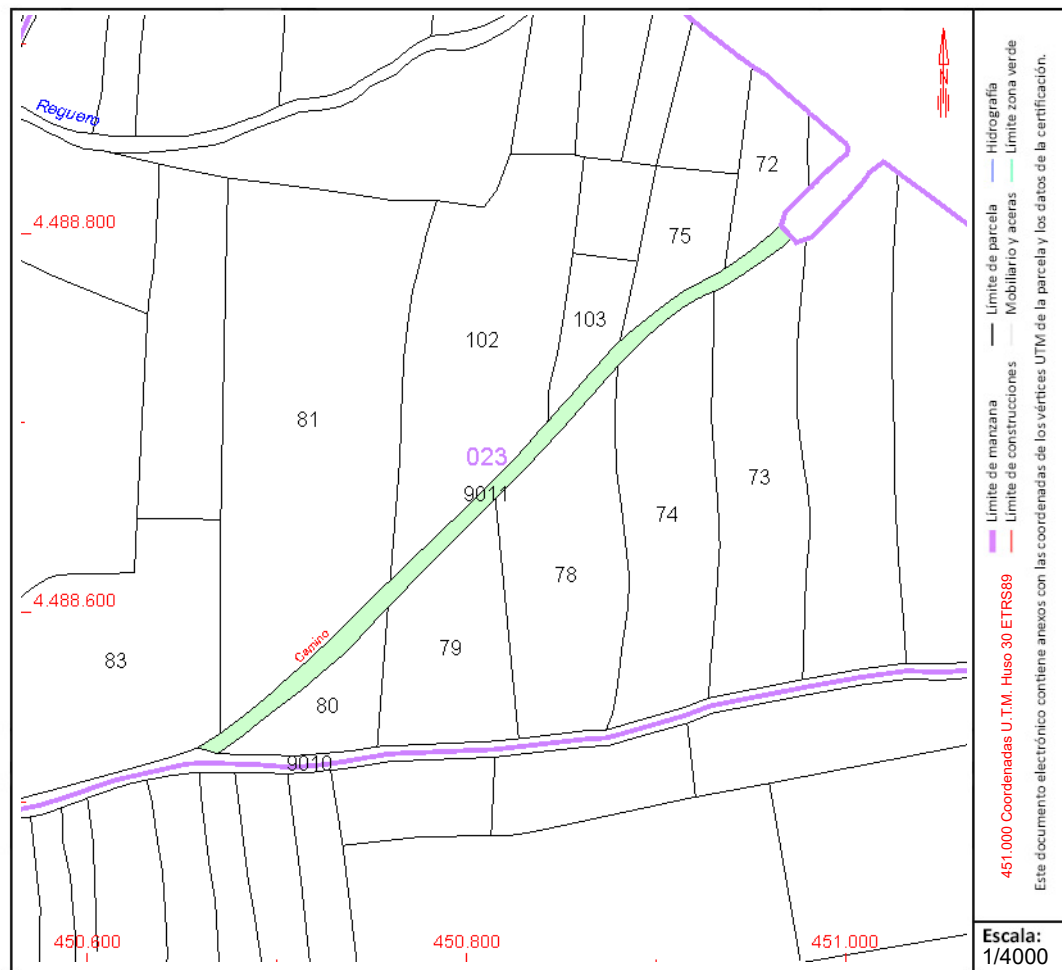 Reguero
72
4.488.800
75
103
102
81
023
73
9011
74
78
4.488.600
Camino
79
83
80
9010
450.600
450.800
451.000
Límite de manzana
Límite de parcela
Hidrografía
Límite de construcciones
Mobiliario y aceras
Límite zona verde
451.000 Coordenadas U.T.M. Huso 30 ETRS89
Este documento electrónico contiene anexos con las coordenadas de los vértices UTM de la parcela y los datos de la certificación.
N
Escala:
1/4000